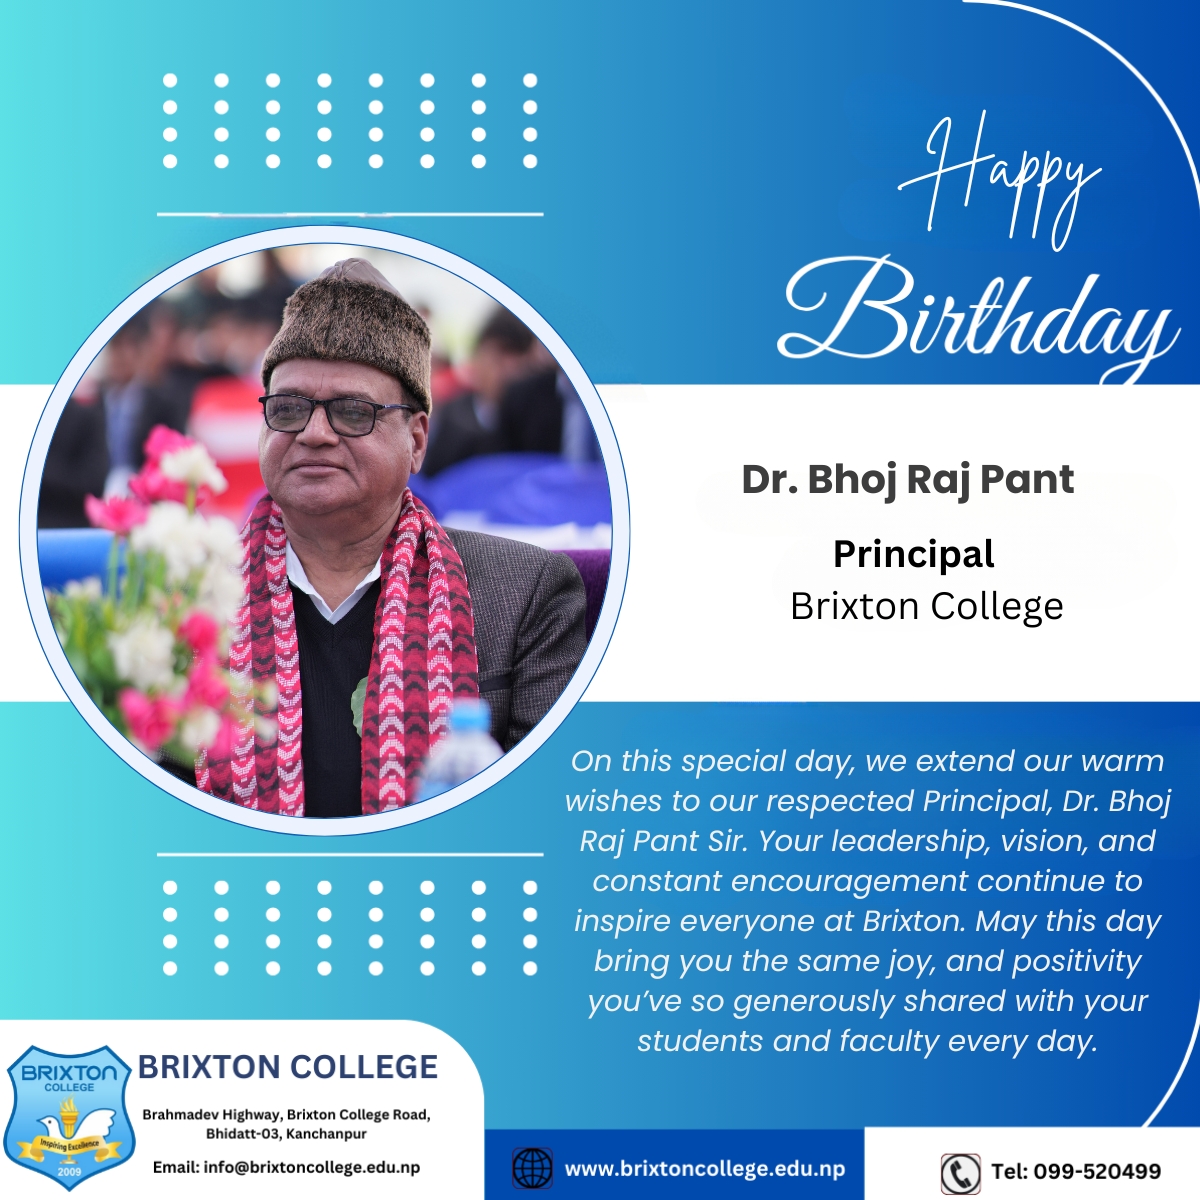 Happy
Birthday
Dr. Bhoj Raj Pant
Principal
Brixton College
On this special day, we extend our warm
wishes to our respected Principal, Dr. Bhoj
Raj Pant Sir. Your leadership, vision, and
constant encouragement continue to
inspire everyone at Brixton. May this day
bring you the same joy, and positivity
you’ve so generously shared with your
students and faculty every day.
BRIXTON
COLLEGE
Inspiring Excellence
2009
BRIXTON COLLEGE
Brahmadev Highway, Brixton College Road,
Bhidatt-03, Kanchanpur
Email: info@brixtoncollege.edu.np
www.brixtoncollege.edu.np
Tel: 099-520499